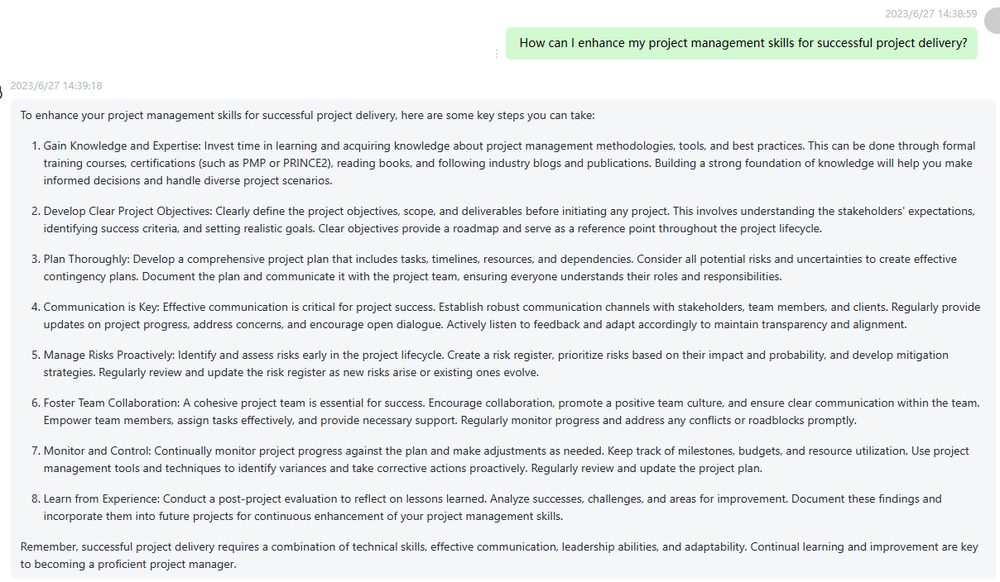 2023/6/27 14:38:59
How can I enhance my project management skills for successful project delivery?
2023/6/27 14:39:18
To enhance your project management skills for successful project delivery, here are some key steps you can take:
1. Gain Knowledge and Expertise: Invest time in learning and acquiring knowledge about project management methodologies, tools, and best practices. This can be done through formal
training courses, certifications (such as PMP or PRINCE2), reading books, and following industry blogs and publications. Building a strong foundation of knowledge will help you make
informed decisions and handle diverse project scenarios.
2. Develop Clear Project Objectives: Clearly define the project objectives, scope, and deliverables before initiating any project. This involves understanding the stakeholders' expectations,
identifying success criteria, and setting realistic goals. Clear objectives provide a roadmap and serve as a reference point throughout the project lifecycle.
3. Plan Thoroughly: Develop a comprehensive project plan that includes tasks, timelines, resources, and dependencies. Consider all potential risks and uncertainties to create effective
contingency plans. Document the plan and communicate it with the project team, ensuring everyone understands their roles and responsibilities.
4. Communication is Key: Effective communication is critical for project success. Establish robust communication channels with stakeholders, team members, and clients. Regularly provide
updates on project progress, address concerns, and encourage open dialogue. Actively listen to feedback and adapt accordingly to maintain transparency and alignment.
5. Manage Risks Proactively: Identify and assess risks early in the project lifecycle. Create a risk register, prioritize risks based on their impact and probability, and develop mitigation
strategies. Regularly review and update the risk register as new risks arise or existing ones evolve.
6. Foster Team Collaboration: A cohesive project team is essential for success. Encourage collaboration, promote a positive team culture, and ensure clear communication within the team.
Empower team members, assign tasks effectively, and provide necessary support. Regularly monitor progress and address any conflicts or roadblocks promptly.
7. Monitor and Control: Continually monitor project progress against the plan and make adjustments as needed. Keep track of milestones, budgets, and resource utilization. Use project
management tools and techniques to identify variances and take corrective actions proactively. Regularly review and update the project plan.
8. Learn from Experience: Conduct a post-project evaluation to reflect on lessons learned. Analyze successes, challenges, and areas for improvement. Document these findings and
incorporate them into future projects for continuous enhancement of your project management skills.
Remember, successful project delivery requires a combination of technical skills, effective communication, leadership abilities, and adaptability. Continual learning and improvement are key
to becoming a proficient project manager.